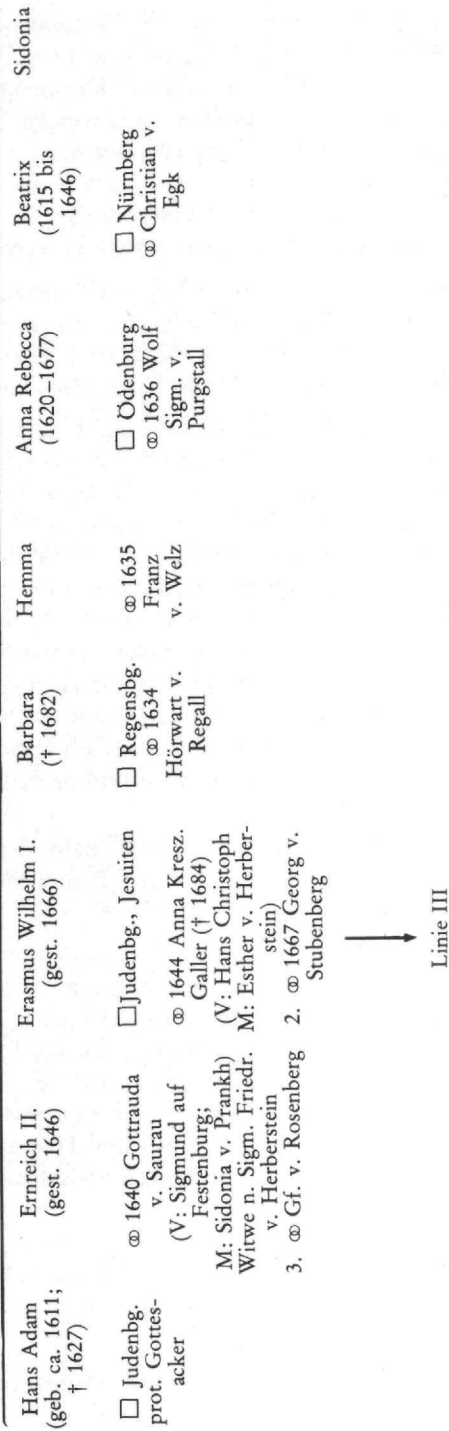 Hans Adam
(geb. ca. 1611;
† 1627)
□ Judenbg.
prot. Gottes-
acker
Ernreich II.
(gest. 1646)
⚭ 1640 Gottrauda
v. Saurau
(V: Sigmund auf
Festenburg;
M: Sidonia v. Prankh)
Witwe n. Sigm. Friedr.
v. Herberstein
3. ⚭ Gf. v. Rosenberg
Erasmus Wilhelm I.
(gest. 1666)
□ Judenbg., Jesuiten
⚭ 1644 Anna Kresz.
Galler († 1684)
(V: Hans Christoph
M: Esther v. Herber-
stein)
2. ⚭ 1667 Georg v.
Stubenberg
Linie III
Barbara
(† 1682)
□ Regensbg.
⚭ 1634
Hörwart v.
Regall
Hemma
⚭ 1635
Franz
v. Welz
Anna Rebecca
(1620–1677)
□ Ödenburg
⚭ 1636 Wolf
Sigm. v.
Purgstall
Beatrix
(1615 bis
1646)
□ Nürnberg
⚭ Christian v.
Egk
Sidonia